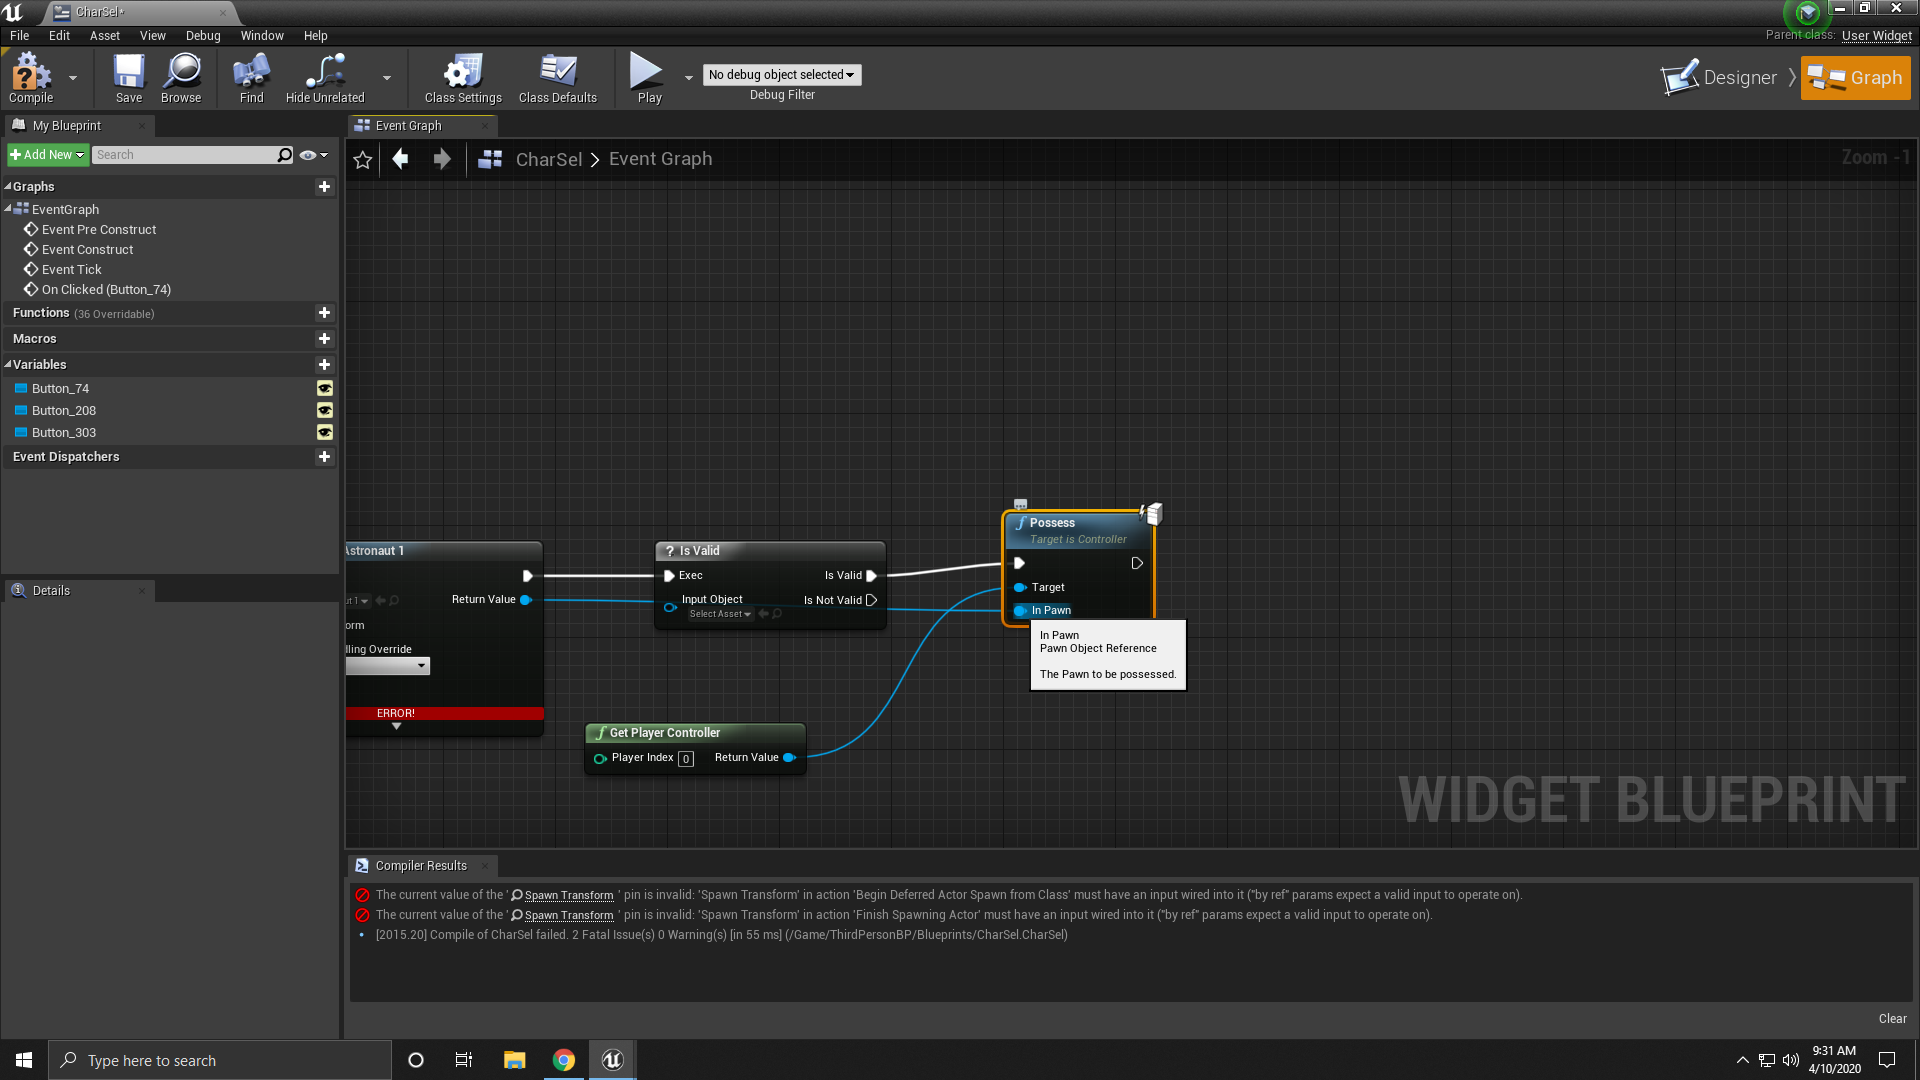 CharSel*
File Edit Asset View Debug Window Help
Parent class: User Widget
Compile
Save
Browse
Find
Hide Unrelated
Class Settings
Class Defaults
Play
No debug object selected
Debug Filter
Designer
Graph
My Blueprint
Add New
Search
Graphs
EventGraph
Event Pre Construct
Event Construct
Event Tick
On Clicked (Button_74)
Functions (36 Overridable)
Macros
Variables
Button_74
Button_208
Button_303
Event Dispatchers
Details
Event Graph
CharSel > Event Graph
Zoom -1
Astronaut 1
Return Value
ut 1
orm
lling Override
ERROR!
? Is Valid
Exec
Is Valid
Input Object
Select Asset
Is Not Valid
f Possess
Target is Controller
Target
In Pawn
In Pawn
Pawn Object Reference
The Pawn to be possessed.
f Get Player Controller
Player Index 0
Return Value
WIDGET BLUEPRINT
Compiler Results
The current value of the ' Spawn Transform ' pin is invalid: 'Spawn Transform' in action 'Begin Deferred Actor Spawn from Class' must have an input wired into it ("by ref" params expect a valid input to operate on).
The current value of the ' Spawn Transform ' pin is invalid: 'Spawn Transform' in action 'Finish Spawning Actor' must have an input wired into it ("by ref" params expect a valid input to operate on).
[2015.20] Compile of CharSel failed. 2 Fatal Issue(s) 0 Warning(s) [in 55 ms] (/Game/ThirdPersonBP/Blueprints/CharSel.CharSel)
Clear
Type here to search
9:31 AM
4/10/2020